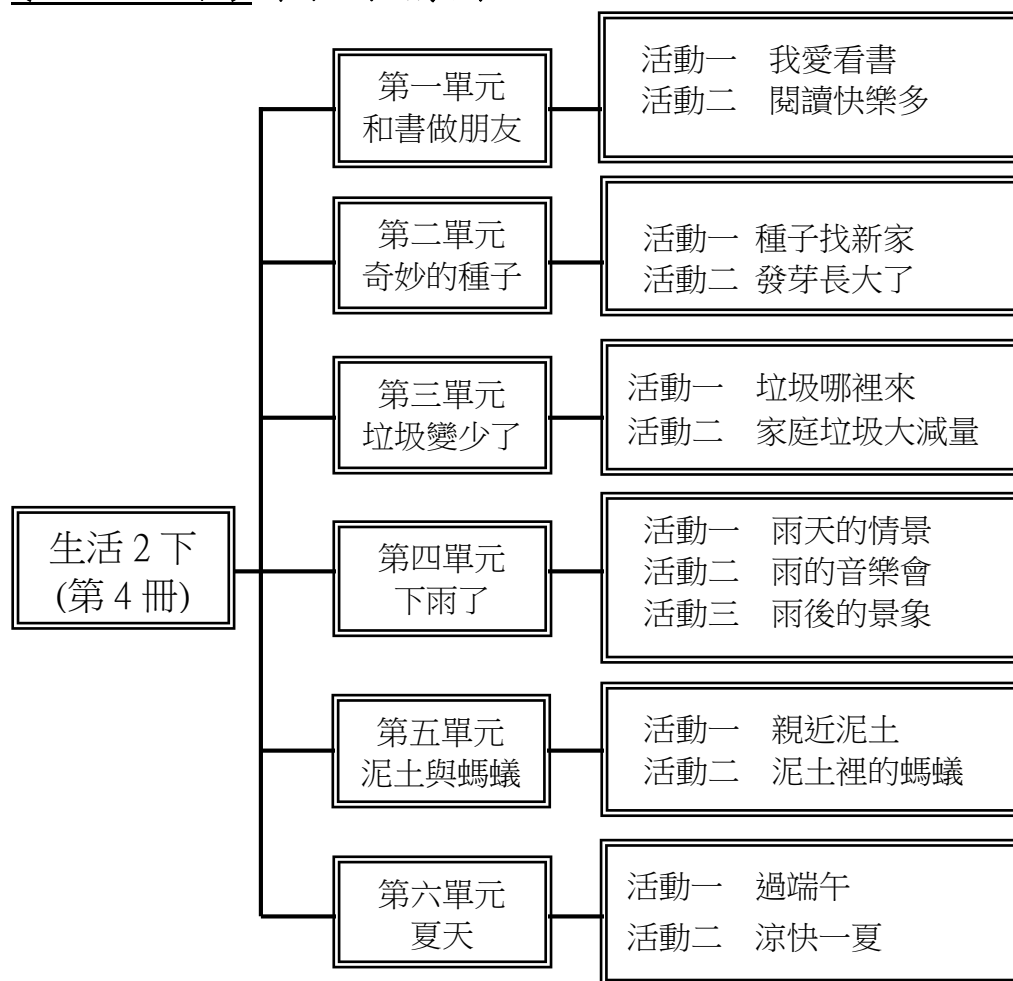 第一單元
和書做朋友
活動一 我愛看書
活動二 閱讀快樂多
第二單元
奇妙的種子
活動一 種子找新家
活動二 發芽長大了
第三單元
垃圾變少了
活動一 垃圾哪裡來
活動二 家庭垃圾大減量
生活 2 下
(第 4 冊)
第四單元
下雨了
活動一 雨天的情景
活動二 雨的音樂會
活動三 雨後的景象
第五單元
泥土與螞蟻
活動一 親近泥土
活動二 泥土裡的螞蟻
第六單元
夏天
活動一 過端午
活動二 涼快一夏